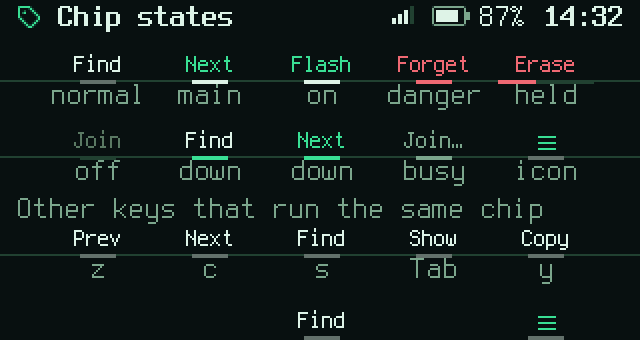 Chip states 87% 14:32
Find Next Flash Forget Erase
normal main on danger held
Join Find Next Join… ≡
off down down busy icon
Other keys that run the same chip
Prev Next Find Show Copy
z c s Tab y
Find ≡